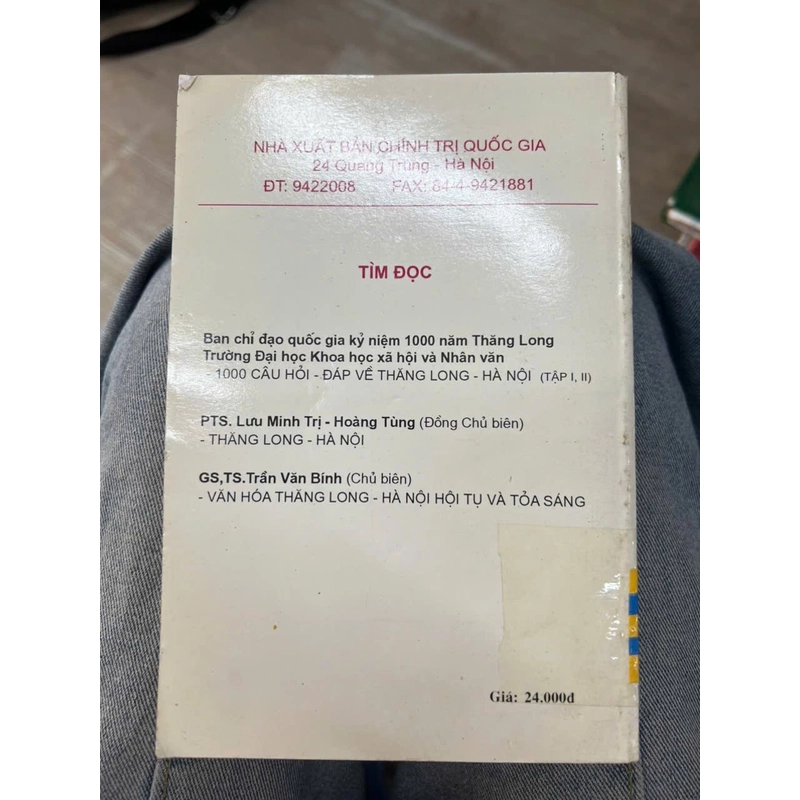 NHÀ XUẤT BẢN CHÍNH TRỊ QUỐC GIA
24 Quang Trung - Hà Nội
ĐT: 9422008 FAX: 84-4-9421881
TÌM ĐỌC
Ban chỉ đạo quốc gia kỷ niệm 1000 năm Thăng Long
Trường Đại học Khoa học xã hội và Nhân văn
- 1000 CÂU HỎI - ĐÁP VỀ THĂNG LONG - HÀ NỘI (TẬP I, II)
PTS. Lưu Minh Trị - Hoàng Tùng (Đồng Chủ biên)
- THĂNG LONG - HÀ NỘI
GS,TS.Trần Văn Bính (Chủ biên)
- VĂN HÓA THĂNG LONG - HÀ NỘI HỘI TỤ VÀ TỎA SÁNG
Giá: 24.000đ